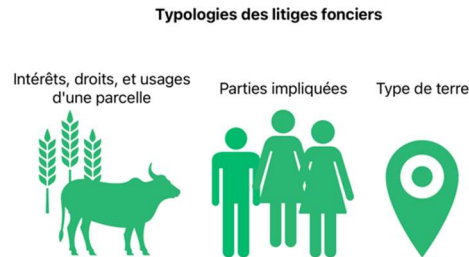 Typologies des litiges fonciers
Intérêts, droits, et usages
d'une parcelle
Parties impliquées
Type de terre